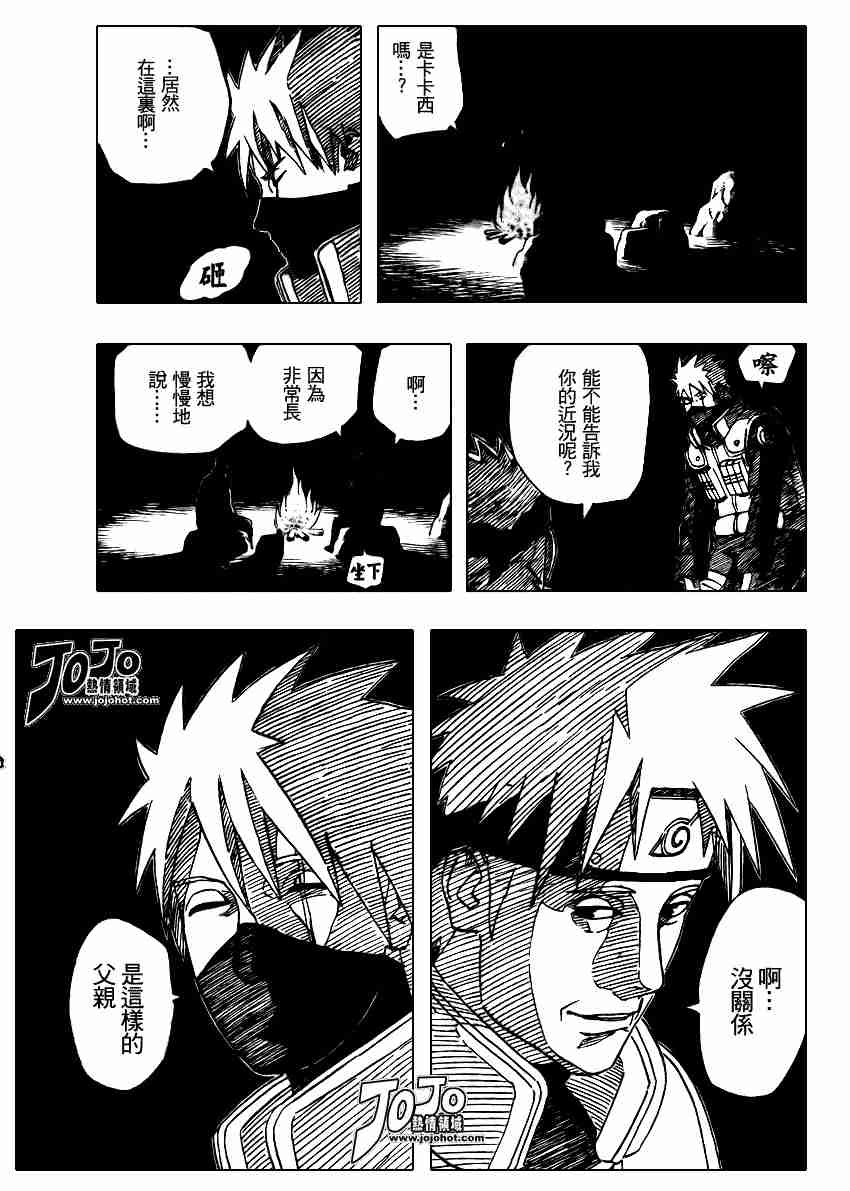 是卡卡西
嗎…?
…居然
在這裏啊…
砸
嚓
能不能告訴我
你的近況呢?
啊…
因為
非常長
我想
慢慢地
說……
坐下
啊…
沒關係
是這樣的
父親
JOJO
熱情領域
www.jojohot.com
JOJO
熱情領域
www.jojohot.com